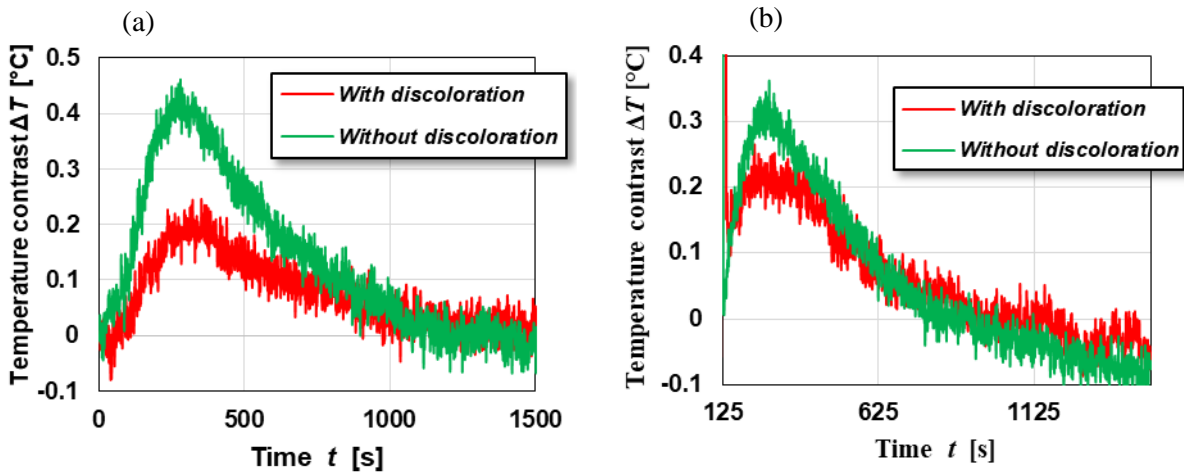 (a)
Temperature contrast ΔT [°C]
0.5
0.4
0.3
0.2
0.1
0
-0.1
With discoloration
Without discoloration
0
500
1000
1500
Time t [s]
(b)
Temperature contrast ΔT [°C]
0.4
0.3
0.2
0.1
0
-0.1
With discoloration
Without discoloration
125
625
1125
Time t [s]